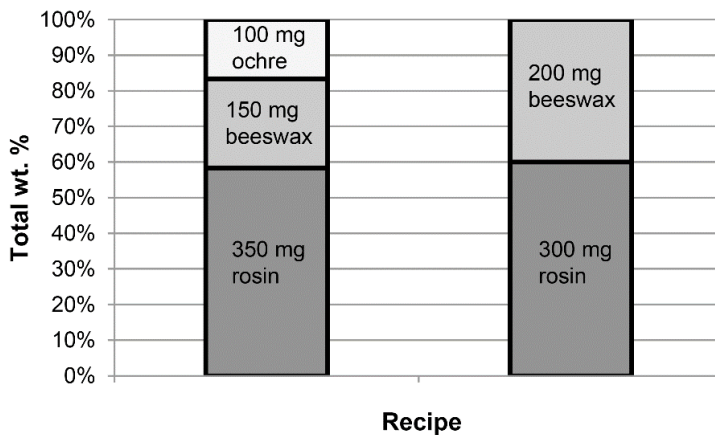 Total wt. %
100%
90%
80%
70%
60%
50%
40%
30%
20%
10%
0%
100 mg
ochre
150 mg
beeswax
350 mg
rosin
200 mg
beeswax
300 mg
rosin
Recipe